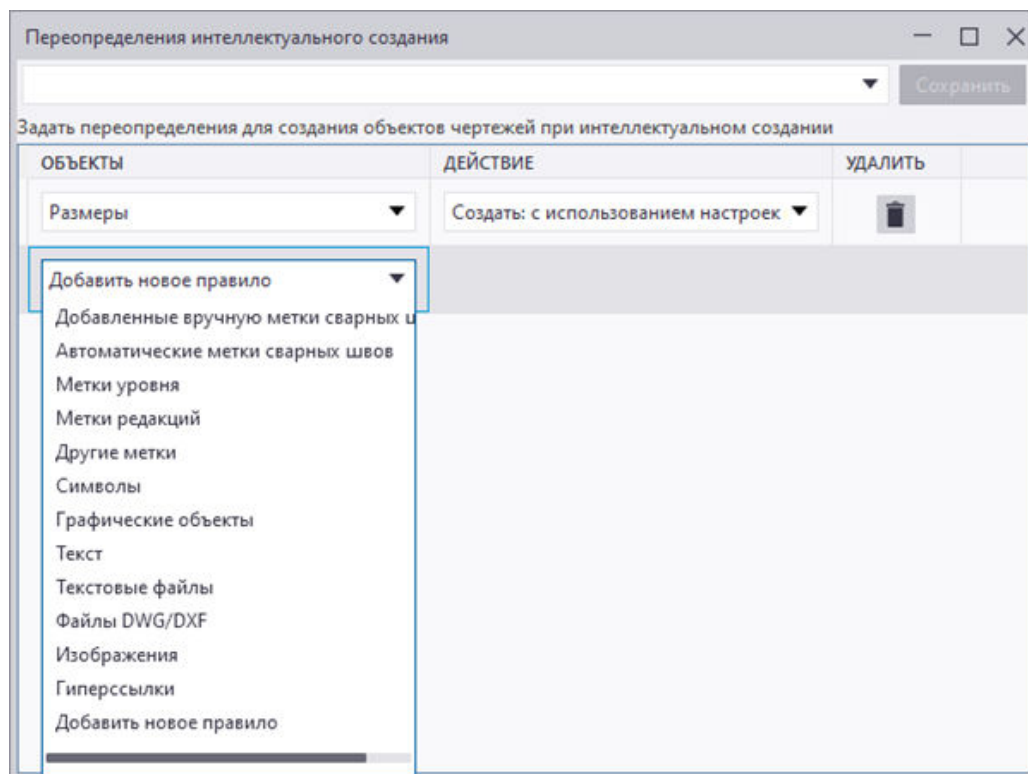 Переопределения интеллектуального создания
Сохранить
Задать переопределения для создания объектов чертежей при интеллектуальном создании
ОБЪЕКТЫ ДЕЙСТВИЕ УДАЛИТЬ
Размеры Создать: с использованием настроек
Добавить новое правило
Добавленные вручную метки сварных
Автоматические метки сварных швов
Метки уровня
Метки редакций
Другие метки
Символы
Графические объекты
Текст
Текстовые файлы
Файлы DWG/DXF
Изображения
Гиперссылки
Добавить новое правило